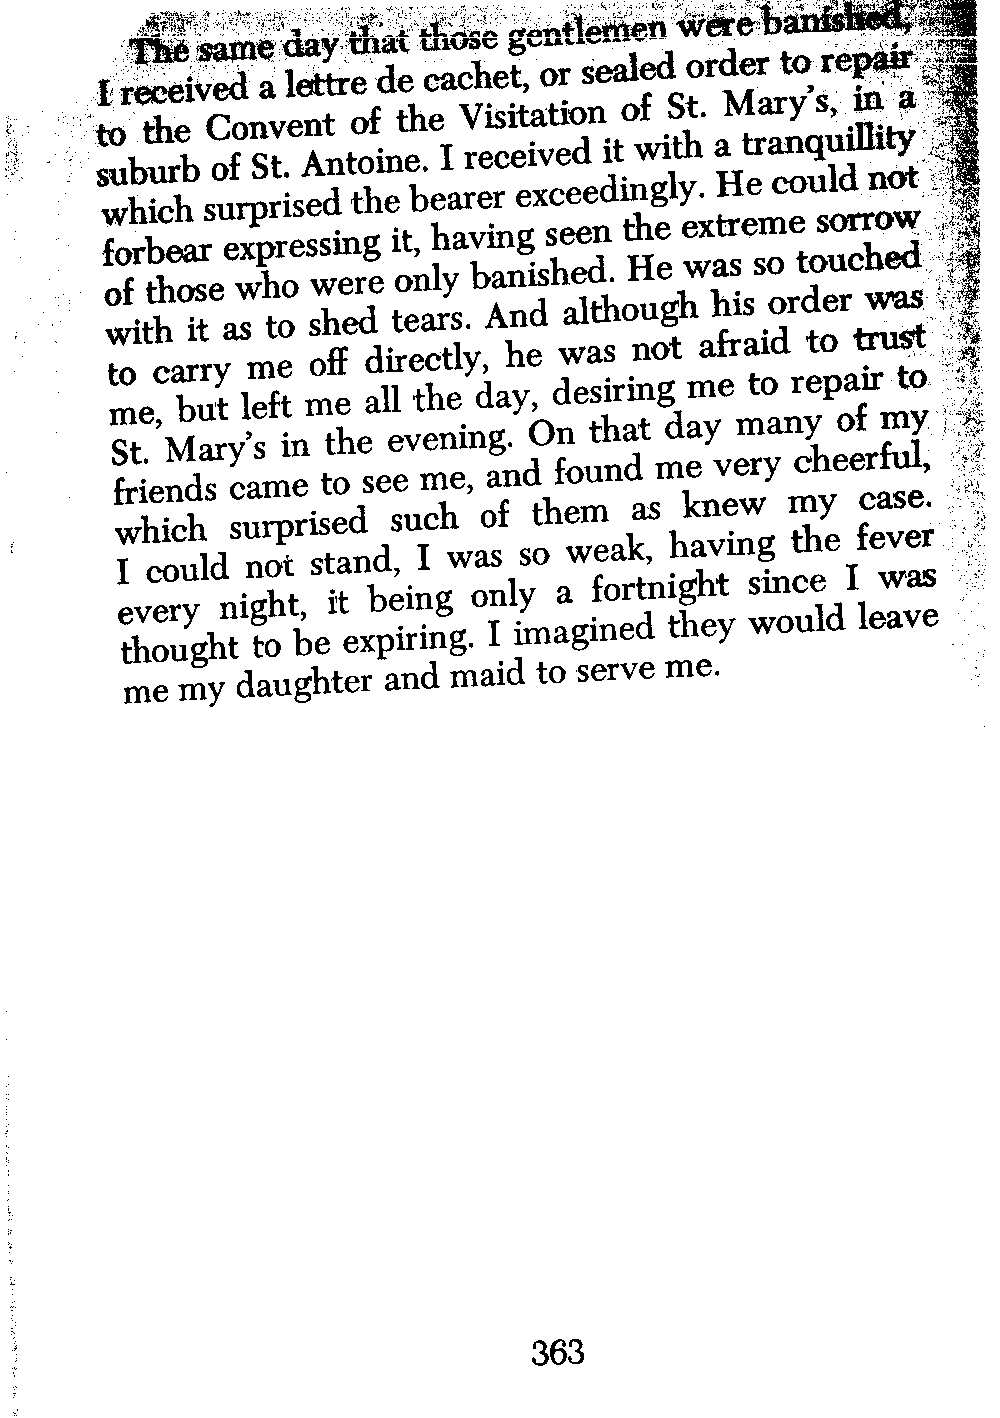 The same day that those gentlemen were banished,
I received a lettre de cachet, or sealed order to repair
to the Convent of the Visitation of St. Mary's, in a
suburb of St. Antoine. I received it with a tranquillity
which surprised the bearer exceedingly. He could not
forbear expressing it, having seen the extreme sorrow
of those who were only banished. He was so touched
with it as to shed tears. And although his order was
to carry me off directly, he was not afraid to trust
me, but left me all the day, desiring me to repair to
St. Mary's in the evening. On that day many of my
friends came to see me, and found me very cheerful,
which surprised such of them as knew my case.
I could not stand, I was so weak, having the fever
every night, it being only a fortnight since I was
thought to be expiring. I imagined they would leave
me my daughter and maid to serve me.
363